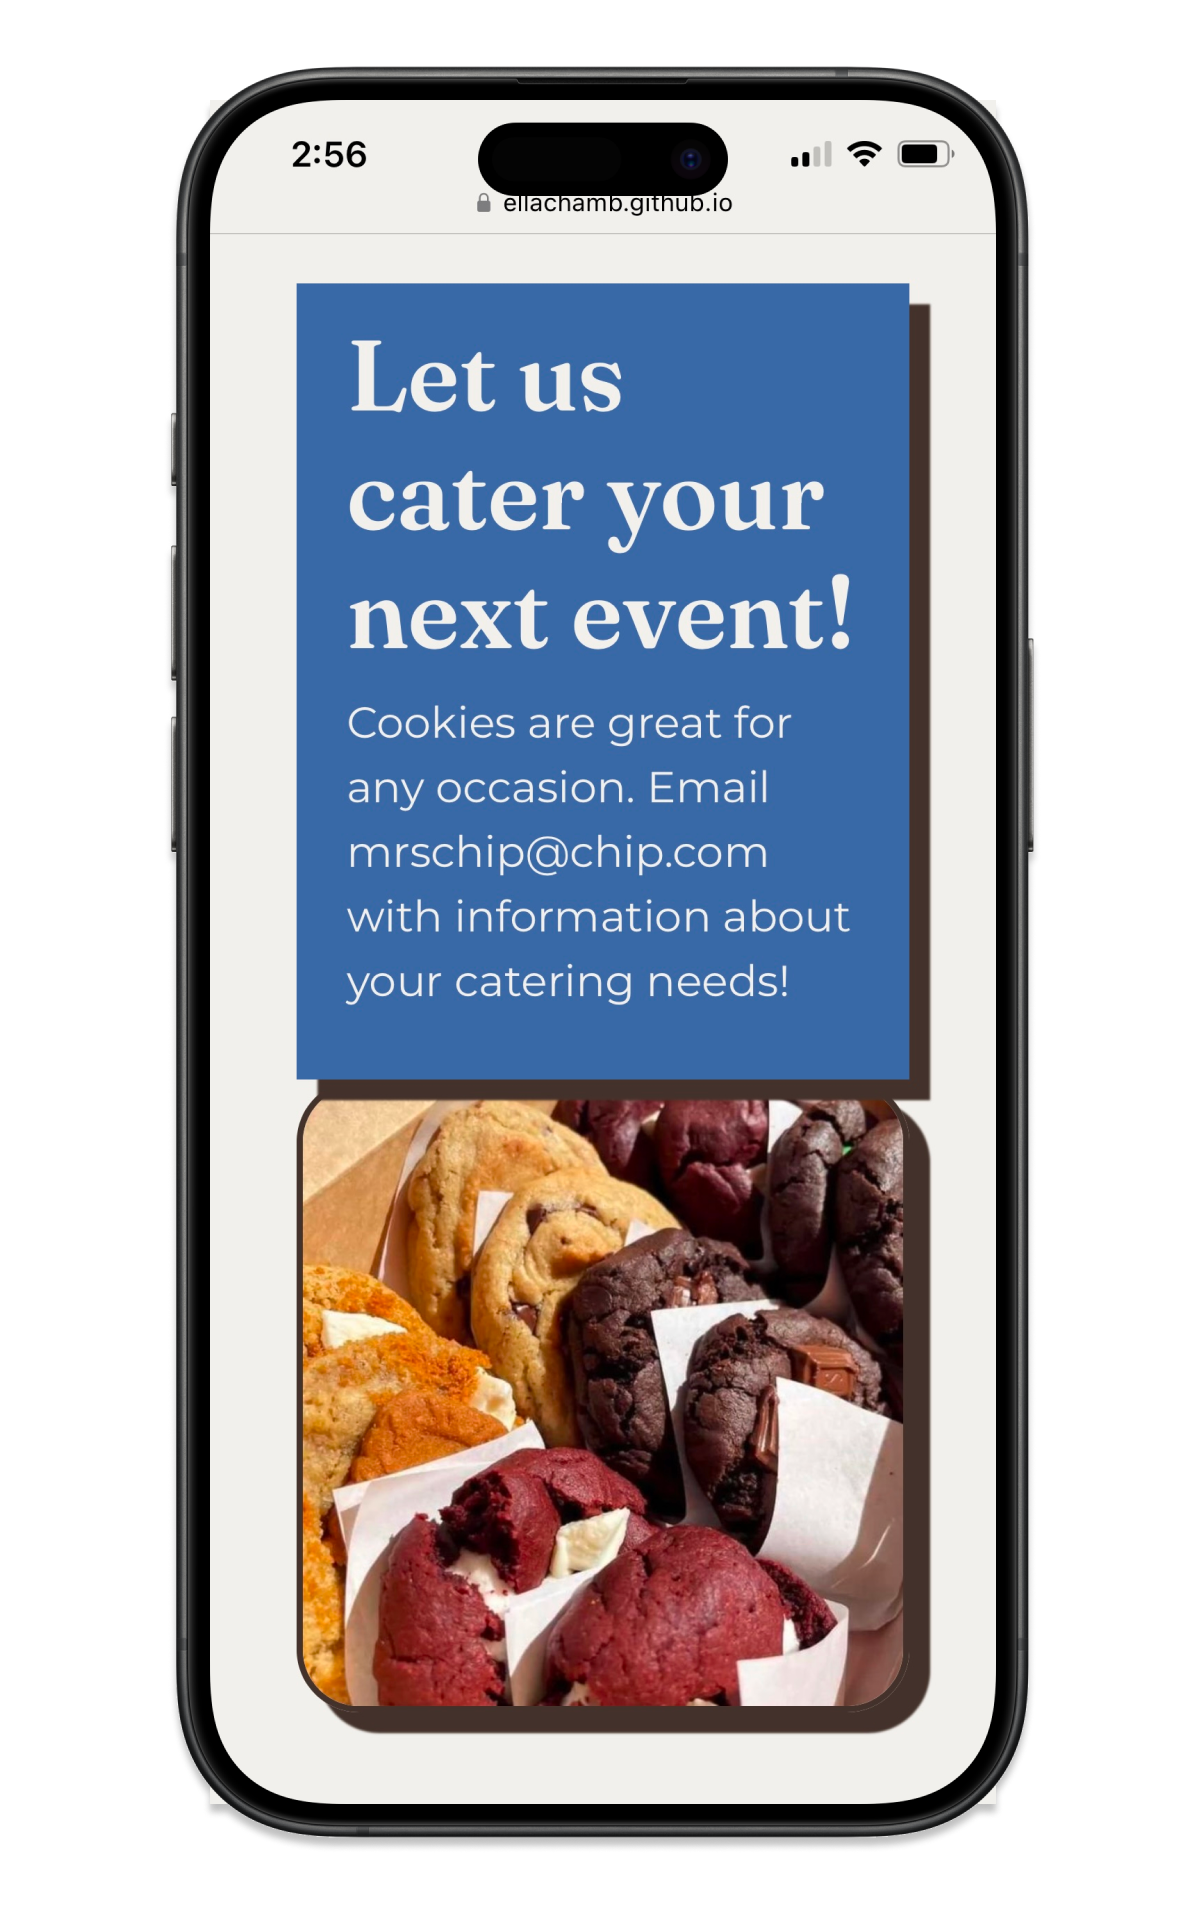 2:56
ellachamb.github.io
Let us
cater your
next event!
Cookies are great for
any occasion. Email
mrschip@chip.com
with information about
your catering needs!